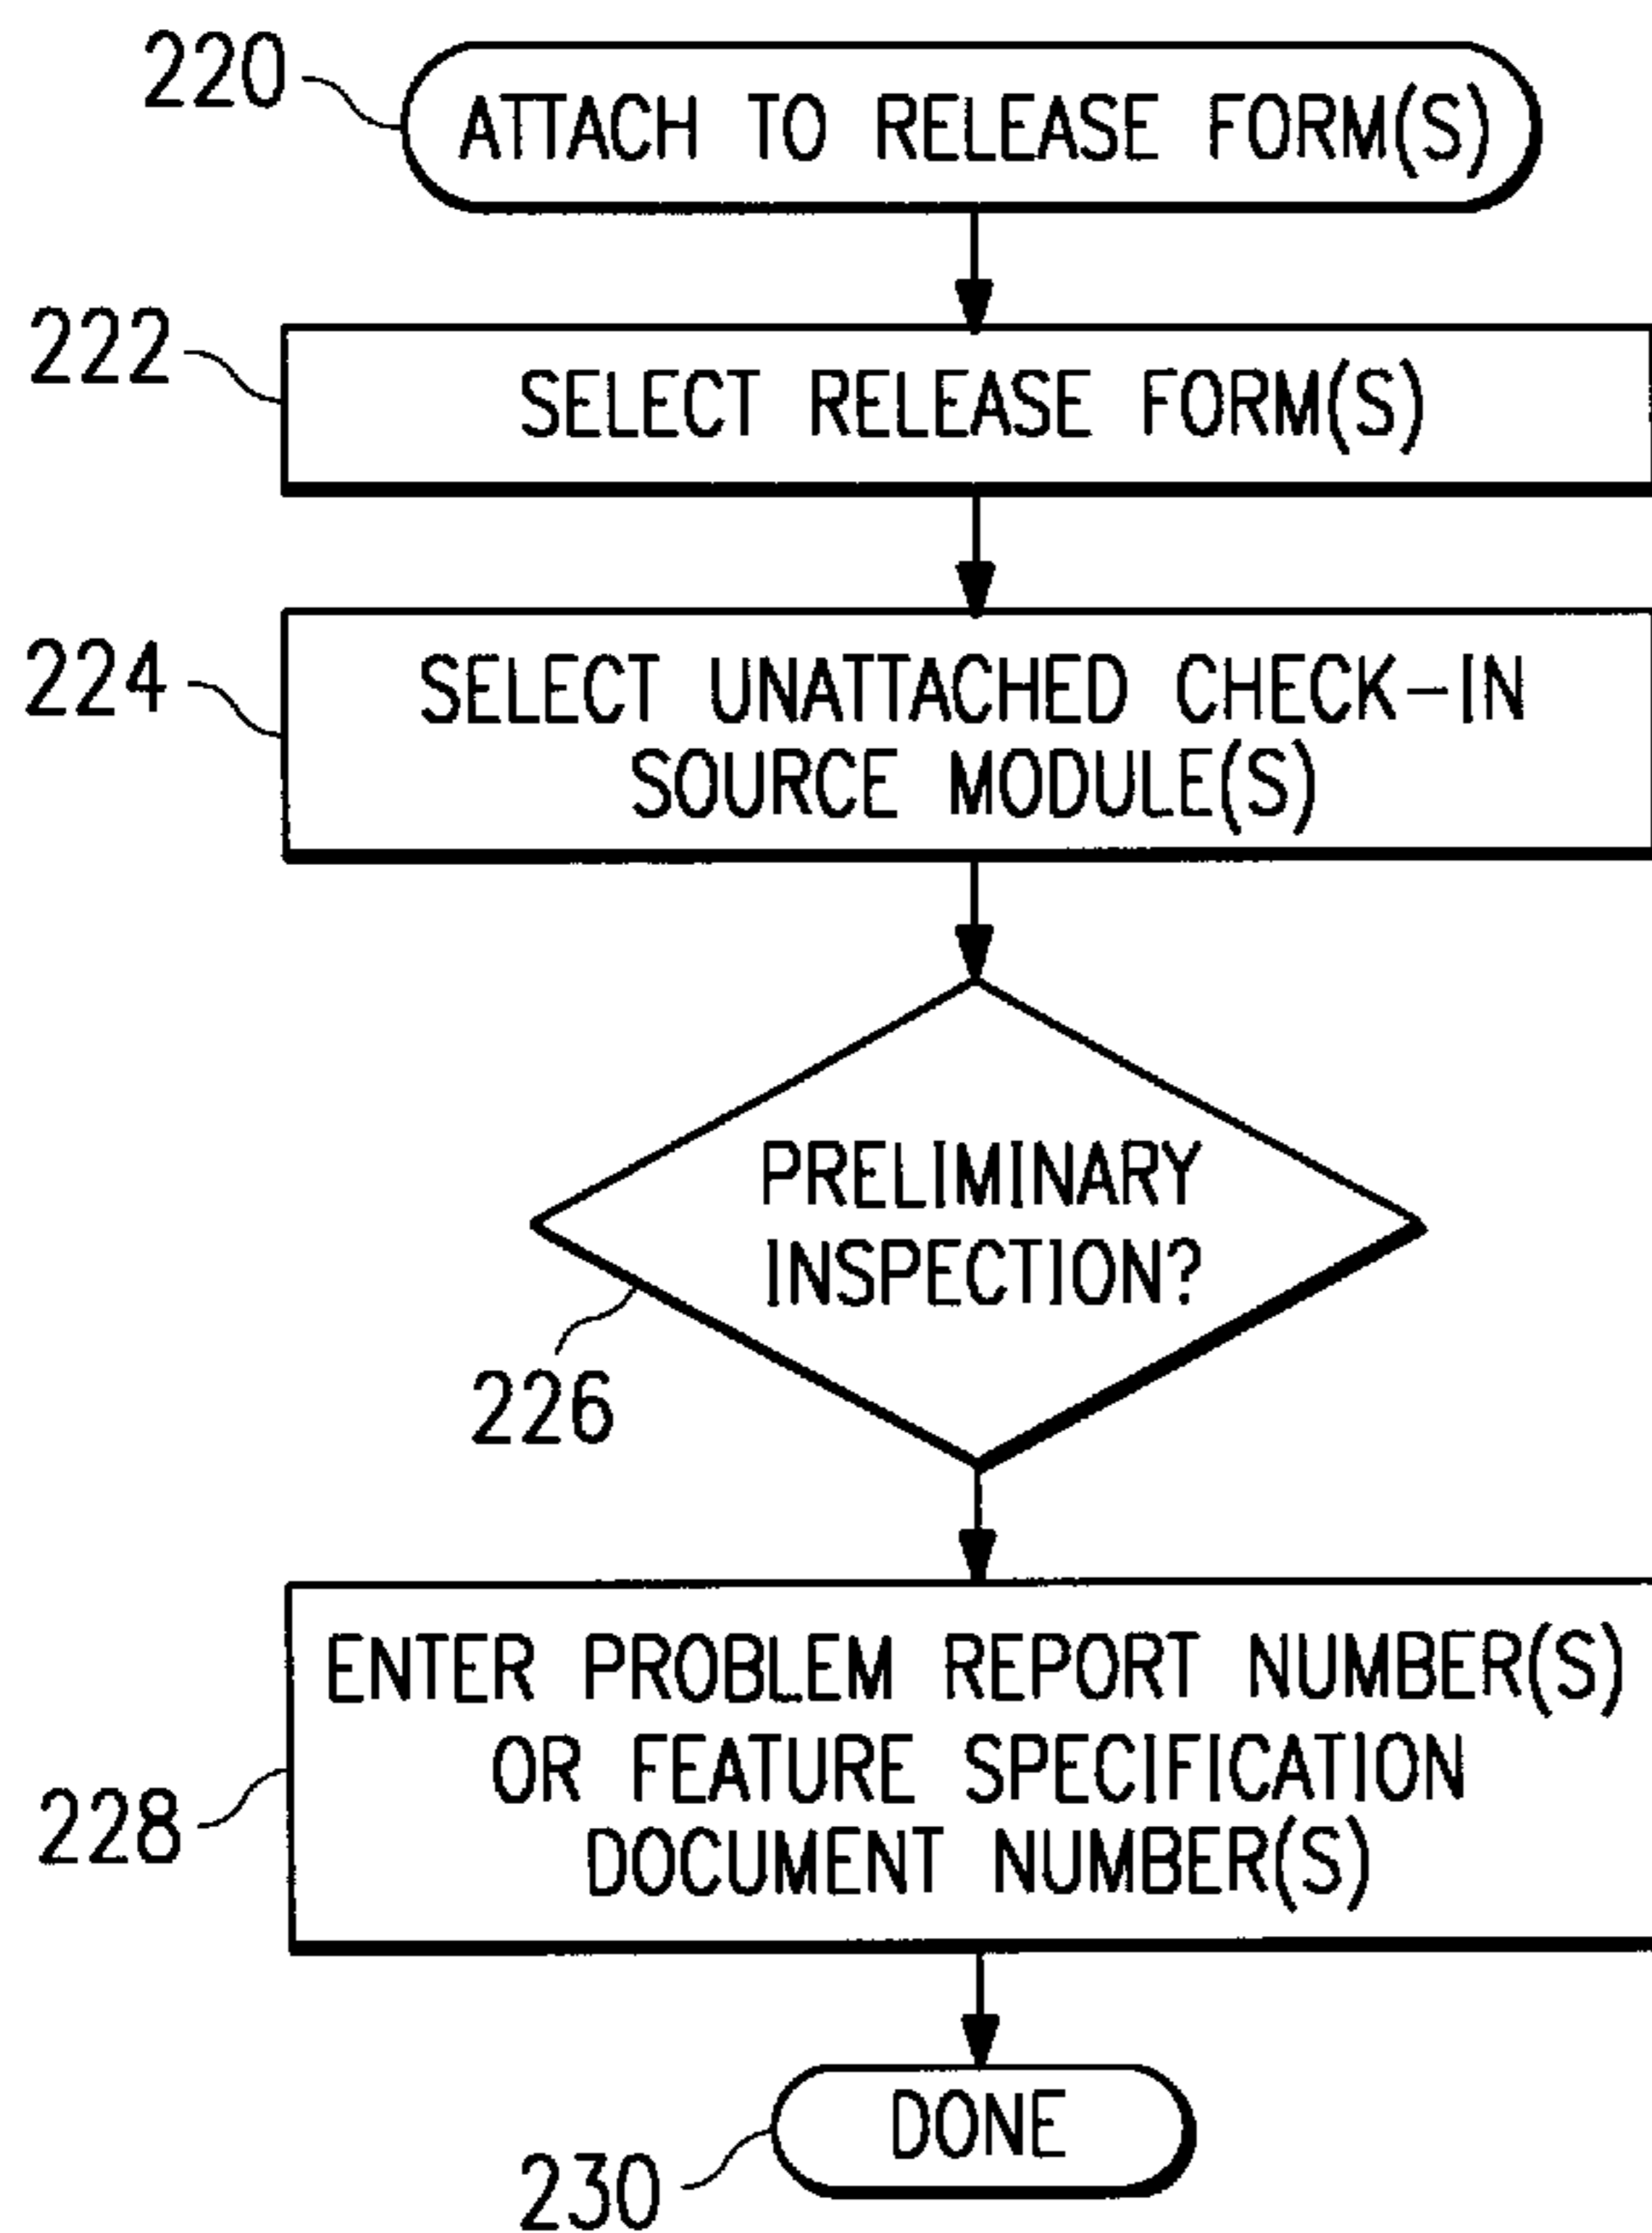 220
ATTACH TO RELEASE FORM(S)
222
SELECT RELEASE FORM(S)
224
SELECT UNATTACHED CHECK-IN
SOURCE MODULE(S)
PRELIMINARY
INSPECTION?
226
ENTER PROBLEM REPORT NUMBER(S)
OR FEATURE SPECIFICATION
DOCUMENT NUMBER(S)
228
DONE
230